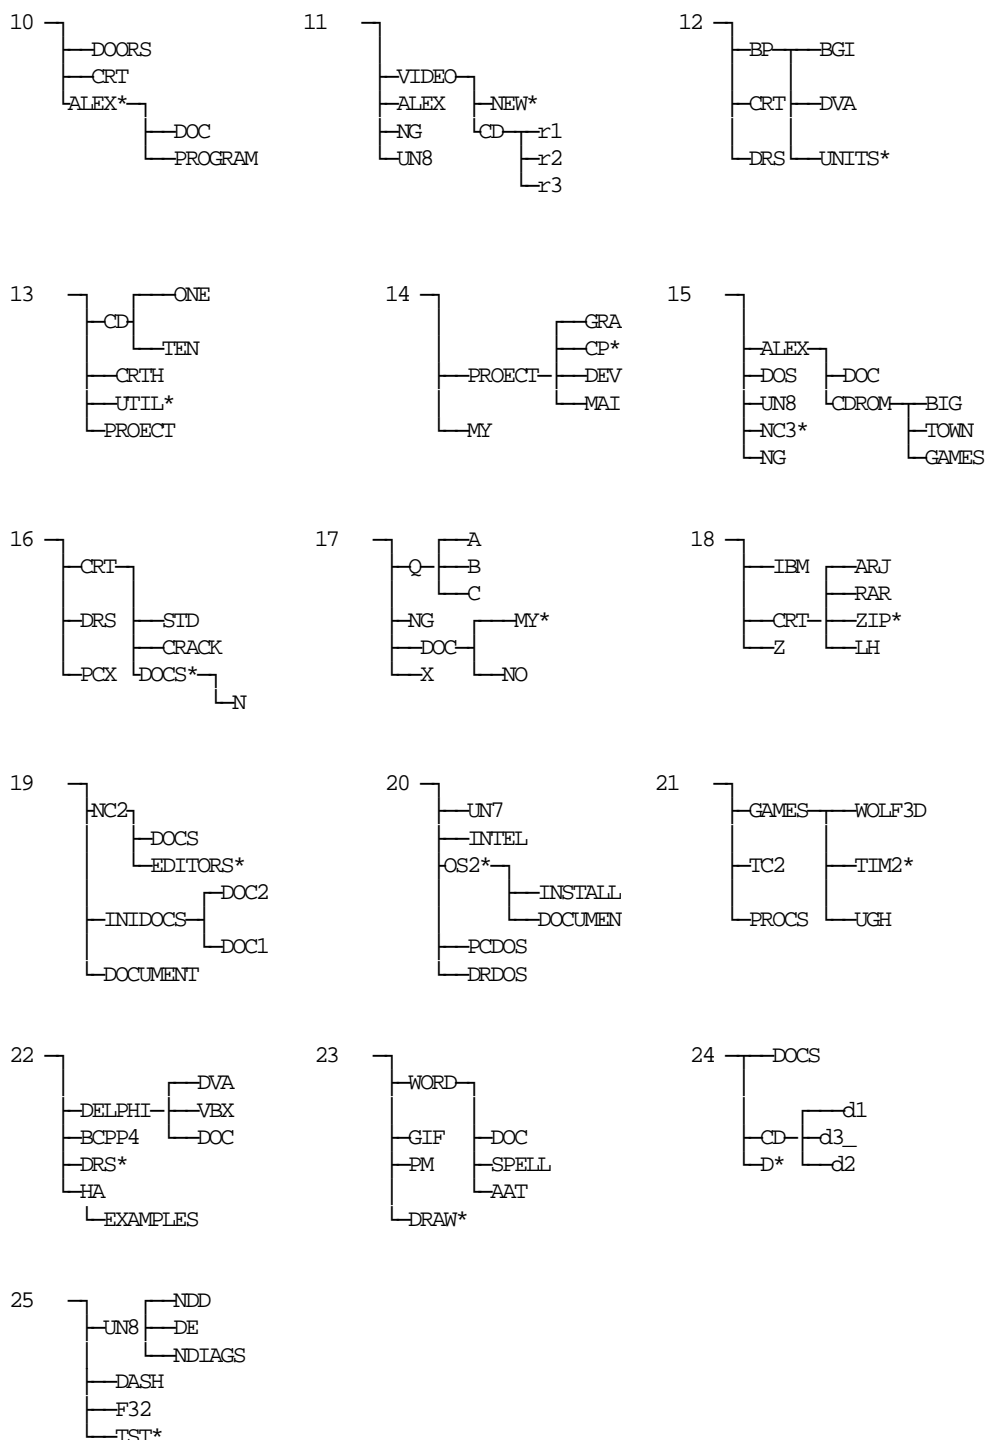 10 11 12
DOORS BP BGI
CRT VIDEO
ALEX* ALEX NEW* CRT DVA
DOC NG CD r1
PROGRAM UN8 r2 DRS UNITS*
r3
13 ONE 14 15
CD GRA
TEN CP* ALEX
CRTH PROECT DEV DOS DOC
UTIL* MAI UN8 CDROM BIG
PROECT MY NC3* TOWN
NG GAMES
16 17 A 18
CRT Q B IBM ARJ
C RAR
DRS STD NG MY* CRT ZIP*
CRACK DOC Z LH
PCX DOCS* X NO
N
19 20 21
NC2 UN7 GAMES WOLF3D
DOCS INTEL
EDITORS* OS2* TC2 TIM2*
DOC2 INSTALL
INIDOCS DOCUMEN PROCS UGH
DOC1 PCDOS
DOCUMENT DRDOS
22 23 24 DOCS
DVA WORD
DELPHI VBX d1
BCPP4 DOC GIF DOC CD d3_
DRS* PM SPELL D* d2
HA AAT
EXAMPLES DRAW*
25 NDD
UN8 DE
NDIAGS
DASH
F32
TST*